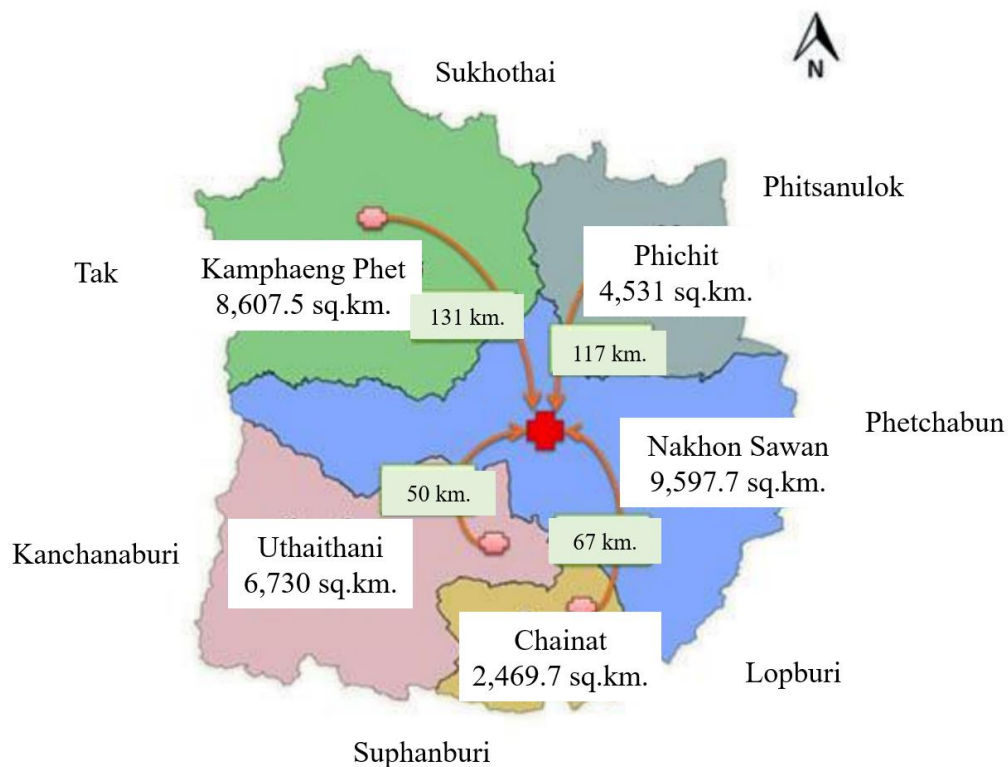 Sukhothai
N
Phitsanulok
Tak
Kamphaeng Phet
8,607.5 sq.km.
Phichit
4,531 sq.km.
131 km.
117 km.
Phetchabun
Nakhon Sawan
9,597.7 sq.km.
50 km.
67 km.
Kanchanaburi
Uthaithani
6,730 sq.km.
Chainat
2,469.7 sq.km.
Lopburi
Suphanburi